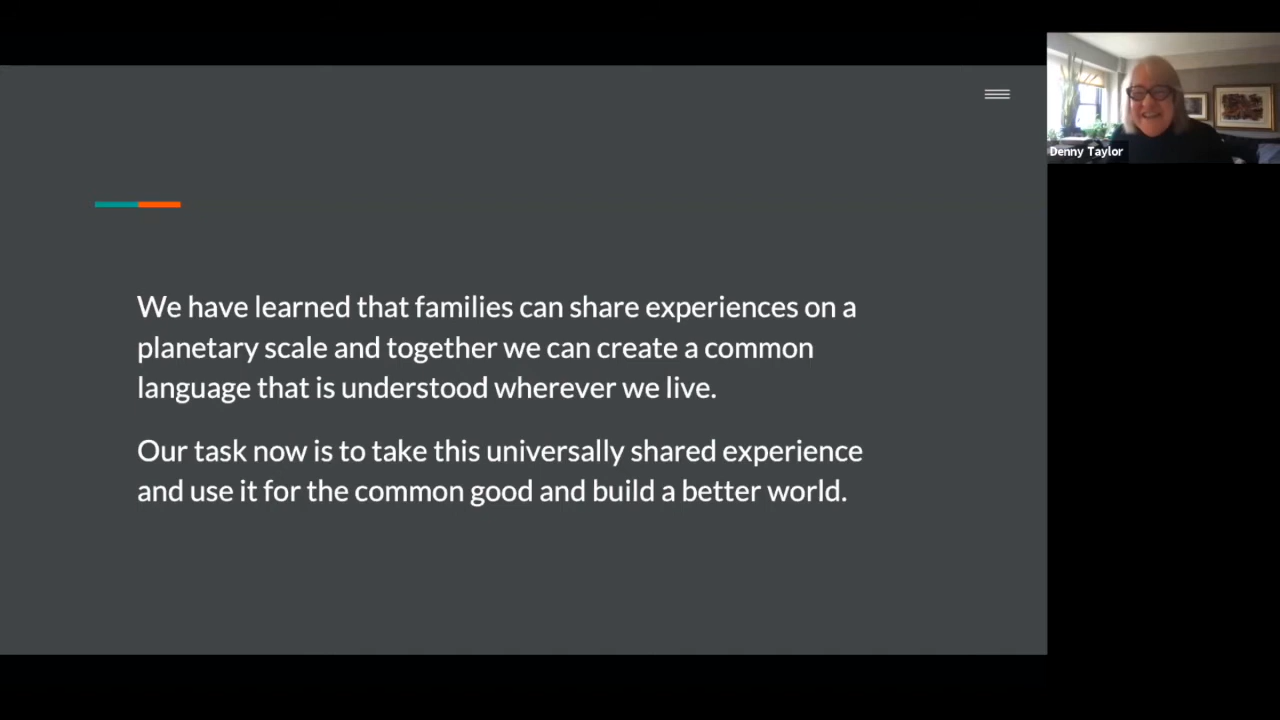 Denny Taylor
We have learned that families can share experiences on a
planetary scale and together we can create a common
language that is understood wherever we live.
Our task now is to take this universally shared experience
and use it for the common good and build a better world.